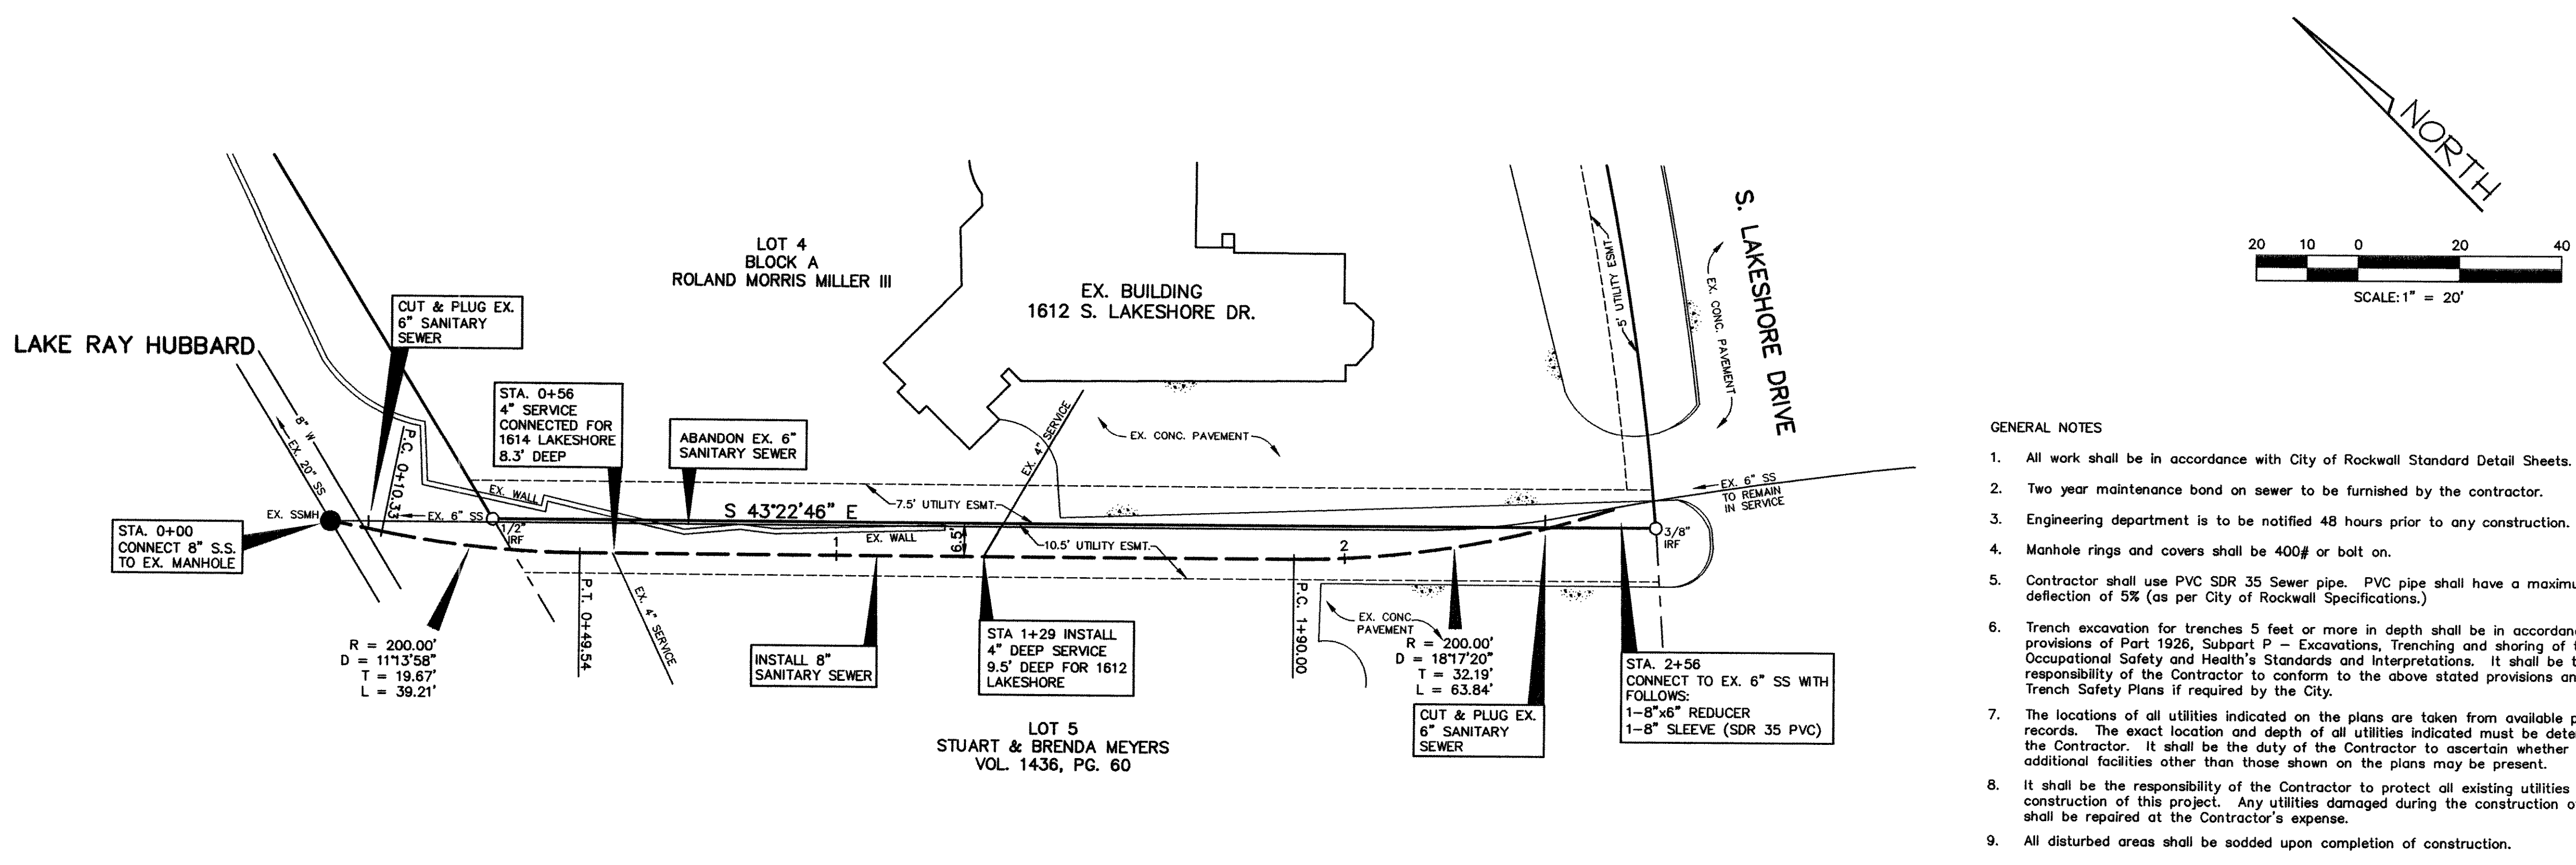 NORTH
20 10 0 20 40
SCALE: 1" = 20'
LAKE RAY HUBBARD
8" W
EX. 20" SS
EX. SSMH
STA. 0+00
CONNECT 8" S.S.
TO EX. MANHOLE
CUT & PLUG EX.
6" SANITARY
SEWER
P.C. 0+10.33
EX. 6" SS
1/2"
IRF
EX. WALL
STA. 0+56
4" SERVICE
CONNECTED FOR
1614 LAKESHORE
8.3' DEEP
ABANDON EX. 6"
SANITARY SEWER
LOT 4
BLOCK A
ROLAND MORRIS MILLER III
EX. BUILDING
1612 S. LAKESHORE DR.
EX. 4" SERVICE
EX. CONC. PAVEMENT
5' UTILITY ESMT.
EX. CONC. PAVEMENT
S. LAKESHORE DRIVE
S 43°22'46" E
7.5' UTILITY ESMT.
EX. WALL
6.5'
10.5' UTILITY ESMT.
1
2
EX. 6" SS
TO REMAIN
IN SERVICE
3/8"
IRF
R = 200.00'
D = 11°13'58"
T = 19.67'
L = 39.21'
P.T. 0+49.54
EX. 4" SERVICE
INSTALL 8"
SANITARY SEWER
STA 1+29 INSTALL
4" DEEP SERVICE
9.5' DEEP FOR 1612
LAKESHORE
P.C. 1+90.00
EX. CONC.
PAVEMENT
R = 200.00'
D = 18°17'20"
T = 32.19'
L = 63.84'
CUT & PLUG EX.
6" SANITARY
SEWER
STA. 2+56
CONNECT TO EX. 6" SS WITH
FOLLOWS:
1-8"x6" REDUCER
1-8" SLEEVE (SDR 35 PVC)
LOT 5
STUART & BRENDA MEYERS
VOL. 1436, PG. 60
GENERAL NOTES
1. All work shall be in accordance with City of Rockwall Standard Detail Sheets.
2. Two year maintenance bond on sewer to be furnished by the contractor.
3. Engineering department is to be notified 48 hours prior to any construction.
4. Manhole rings and covers shall be 400# or bolt on.
5. Contractor shall use PVC SDR 35 Sewer pipe. PVC pipe shall have a maximu
deflection of 5% (as per City of Rockwall Specifications.)
6. Trench excavation for trenches 5 feet or more in depth shall be in accordan
provisions of Part 1926, Subpart P – Excavations, Trenching and shoring of t
Occupational Safety and Health's Standards and Interpretations. It shall be t
responsibility of the Contractor to conform to the above stated provisions an
Trench Safety Plans if required by the City.
7. The locations of all utilities indicated on the plans are taken from available p
records. The exact location and depth of all utilities indicated must be dete
the Contractor. It shall be the duty of the Contractor to ascertain whether
additional facilities other than those shown on the plans may be present.
8. It shall be the responsibility of the Contractor to protect all existing utilities
construction of this project. Any utilities damaged during the construction o
shall be repaired at the Contractor's expense.
9. All disturbed areas shall be sodded upon completion of construction.